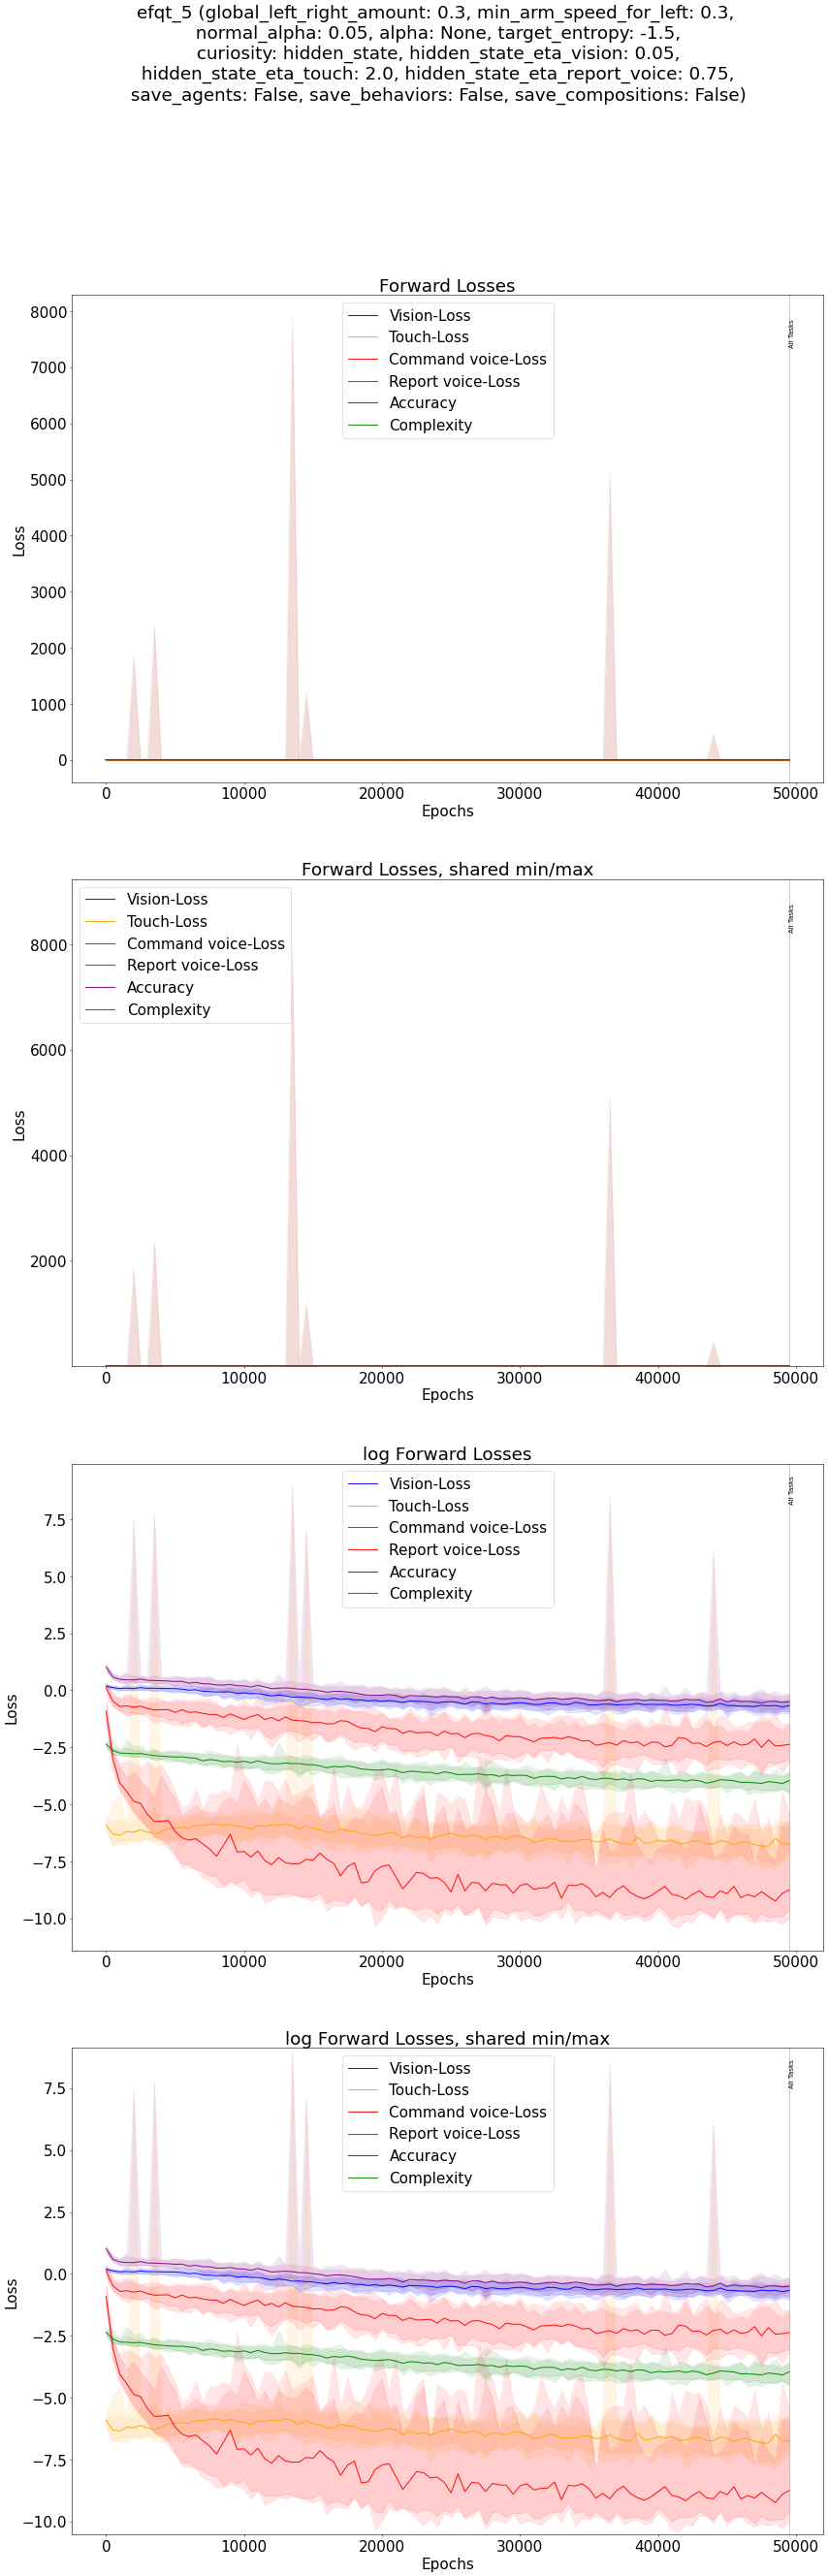 efqt_5 (global_left_right_amount: 0.3, min_arm_speed_for_left: 0.3,
normal_alpha: 0.05, alpha: None, target_entropy: -1.5,
curiosity: hidden_state, hidden_state_eta_vision: 0.05,
hidden_state_eta_touch: 2.0, hidden_state_eta_report_voice: 0.75,
save_agents: False, save_behaviors: False, save_compositions: False)
Forward Losses
8000
7000
6000
5000
4000
3000
2000
1000
0
Loss
Vision-Loss
Touch-Loss
Command voice-Loss
Report voice-Loss
Accuracy
Complexity
All Tasks
0 10000 20000 30000 40000 50000
Epochs
Forward Losses, shared min/max
8000
6000
4000
2000
Loss
Vision-Loss
Touch-Loss
Command voice-Loss
Report voice-Loss
Accuracy
Complexity
All Tasks
0 10000 20000 30000 40000 50000
Epochs
log Forward Losses
7.5
5.0
2.5
0.0
−2.5
−5.0
−7.5
−10.0
Loss
Vision-Loss
Touch-Loss
Command voice-Loss
Report voice-Loss
Accuracy
Complexity
All Tasks
0 10000 20000 30000 40000 50000
Epochs
log Forward Losses, shared min/max
7.5
5.0
2.5
0.0
−2.5
−5.0
−7.5
−10.0
Loss
Vision-Loss
Touch-Loss
Command voice-Loss
Report voice-Loss
Accuracy
Complexity
All Tasks
0 10000 20000 30000 40000 50000
Epochs